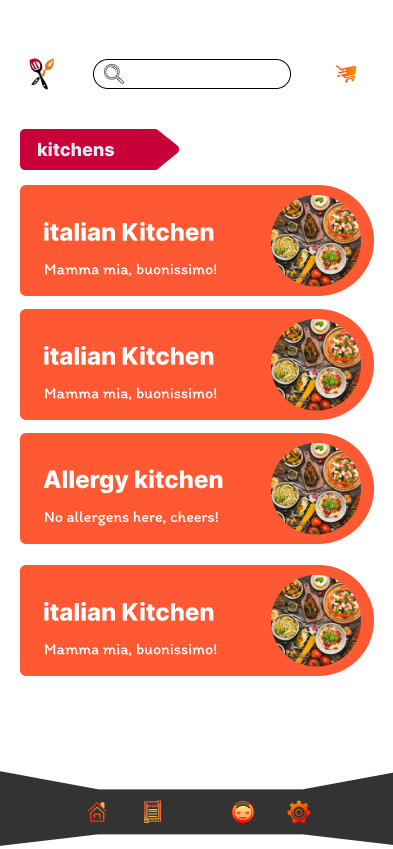 kitchens
italian Kitchen
Mamma mia, buonissimo!
italian Kitchen
Mamma mia, buonissimo!
Allergy kitchen
No allergens here, cheers!
italian Kitchen
Mamma mia, buonissimo!